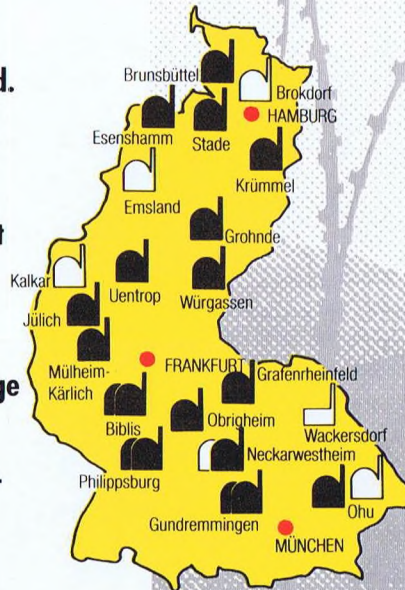 d.
Brunsbüttel
Brokdorf
HAMBURG
Esenshamm
Stade
Krümmel
Emsland
t
Grohnde
Kalkar
Uentrop
Würgassen
Jülich
Mülheim-
Kärlich
FRANKFURT
Grafenrheinfeld
ge
Biblis
Obrigheim
Wackersdorf
Neckarwestheim
Philippsburg
Ohu
Gundremmingen
MÜNCHEN